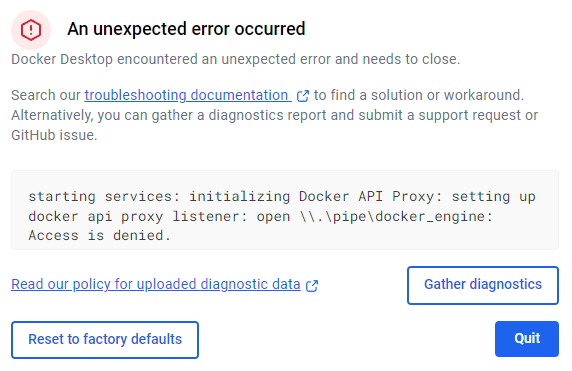 An unexpected error occurred
Docker Desktop encountered an unexpected error and needs to close.
Search our troubleshooting documentation to find a solution or workaround.
Alternatively, you can gather a diagnostics report and submit a support request or
GitHub issue.
starting services: initializing Docker API Proxy: setting up
docker api proxy listener: open \\.\pipe\docker_engine:
Access is denied.
Read our policy for uploaded diagnostic data
Gather diagnostics
Reset to factory defaults
Quit